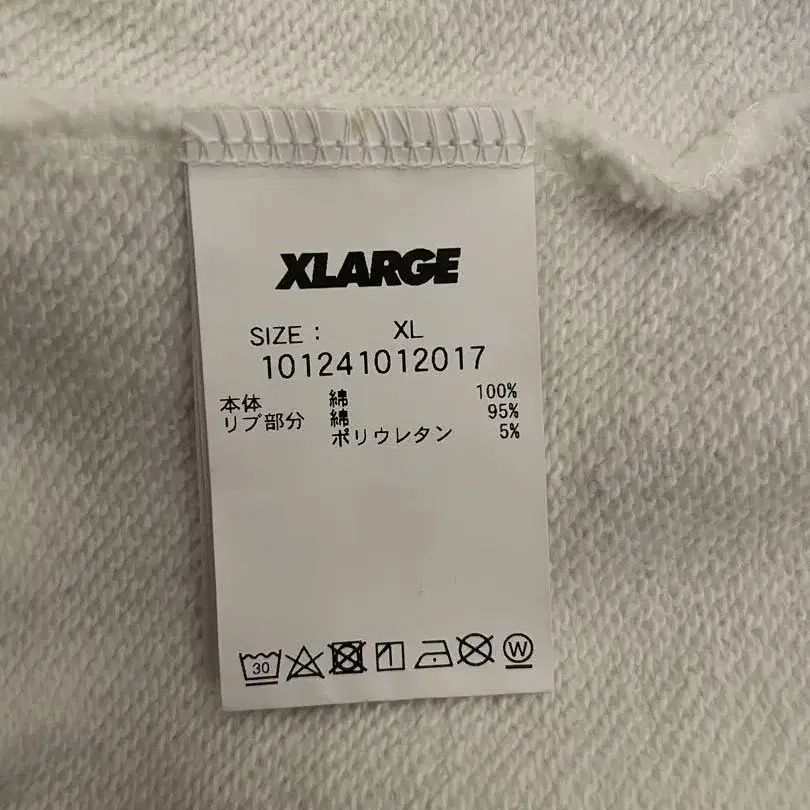 XLARGE
SIZE : XL
101241012017
本体 綿 100%
リブ部分 綿 95%
ポリウレタン 5%
30
W